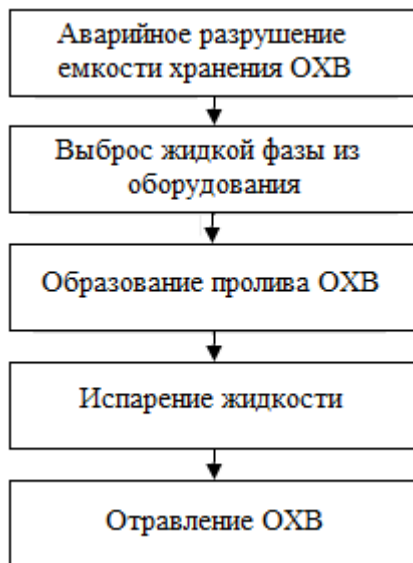 Аварийное разрушение
емкости хранения ОХВ
Выброс жидкой фазы из
оборудования
Образование пролива ОХВ
Испарение жидкости
Отравление ОХВ